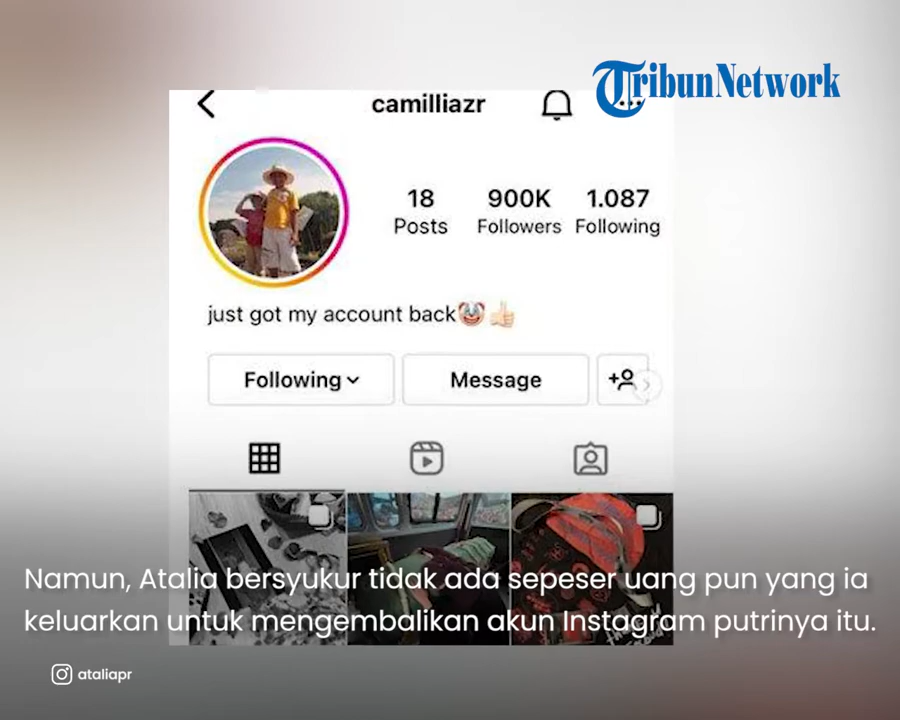 TribunNetwork
camilliazr
18 900K 1.087
Posts Followers Following
just got my account back🤡👍🏻
Following Message
Namun, Atalia bersyukur tidak ada sepeser uang pun yang ia
keluarkan untuk mengembalikan akun Instagram putrinya itu.
ataliapr